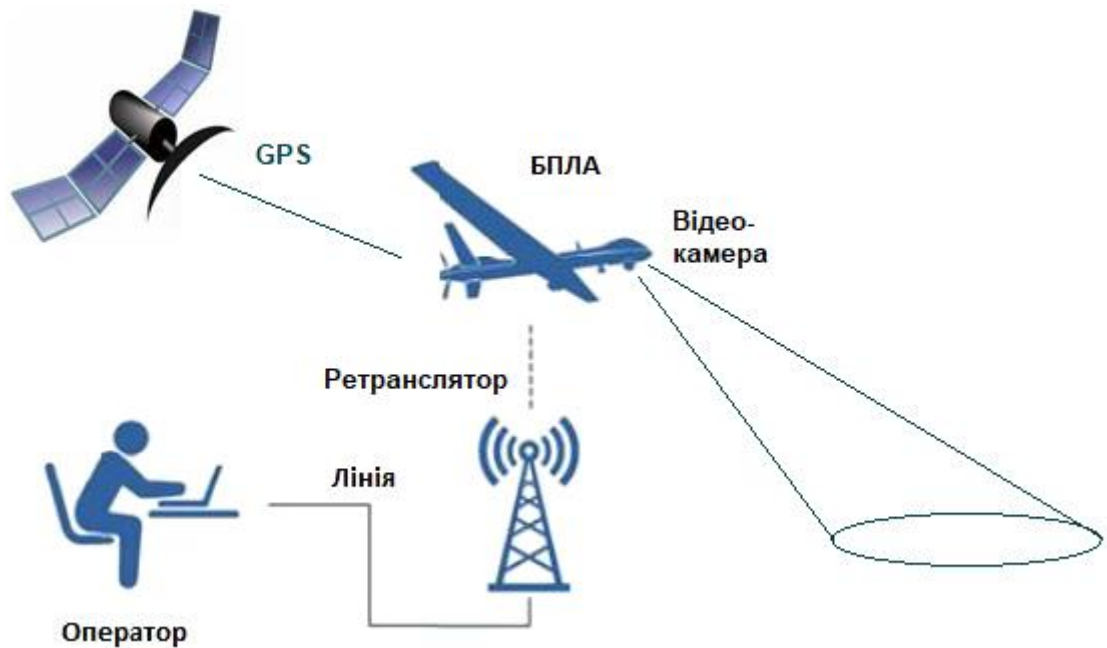 GPS
БПЛА
Відео-
камера
Ретранслятор
Лінія
Оператор